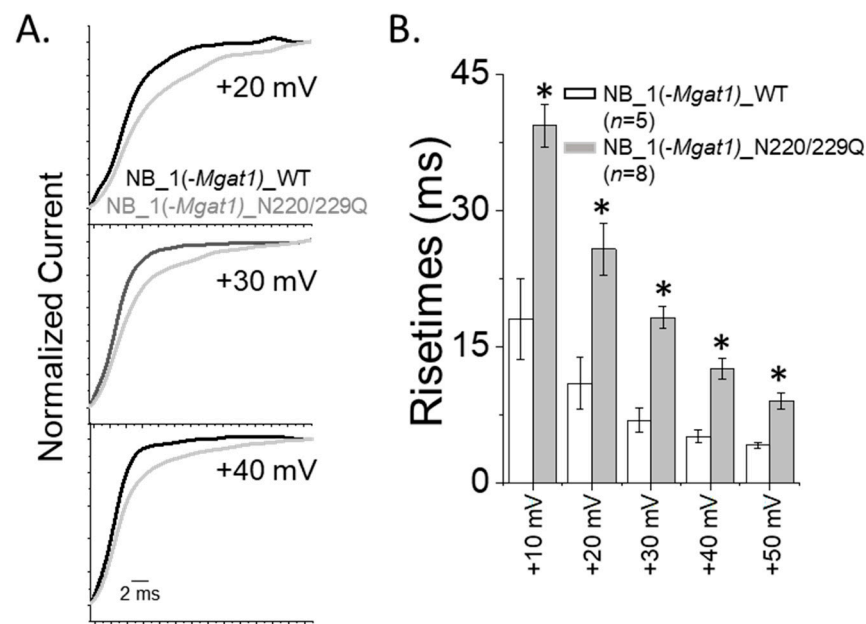 A.
+20 mV
NB_1(-Mgat1)_WT
NB_1(-Mgat1)_N220/229Q
+30 mV
+40 mV
2 ms
Normalized Current
B.
45
30
15
0
Risetimes (ms)
NB_1(-Mgat1)_WT
(n=5)
NB_1(-Mgat1)_N220/229Q
(n=8)
*
*
*
*
*
+10 mV
+20 mV
+30 mV
+40 mV
+50 mV